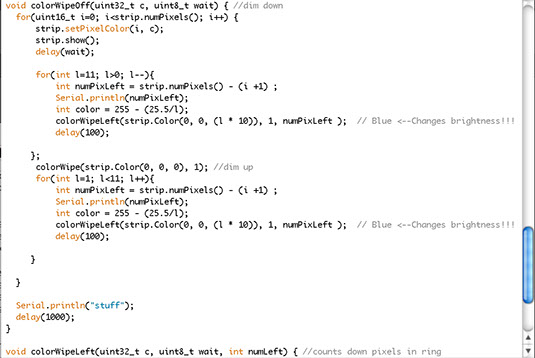 void colorWipeOff(uint32_t c, uint8_t wait) { //dim down
for(uint16_t i=0; i<strip.numPixels(); i++) {
strip.setPixelColor(i, c);
strip.show();
delay(wait);
for(int l=11; l>0; l--){
int numPixLeft = strip.numPixels() - (i +1) ;
Serial.println(numPixLeft);
int color = 255 - (25.5/l);
colorWipeLeft(strip.Color(0, 0, (l * 10)), 1, numPixLeft ); // Blue <--Changes brightness!!!
delay(100);
};
colorWipe(strip.Color(0, 0, 0), 1); //dim up
for(int l=1; l<11; l++){
int numPixLeft = strip.numPixels() - (i +1) ;
Serial.println(numPixLeft);
int color = 255 - (25.5/l);
colorWipeLeft(strip.Color(0, 0, (l * 10)), 1, numPixLeft ); // Blue <--Changes brightness!!!
delay(100);
}
}
Serial.println("stuff");
delay(1000);
}
void colorWipeLeft(uint32_t c, uint8_t wait, int numLeft) { //counts down pixels in ring